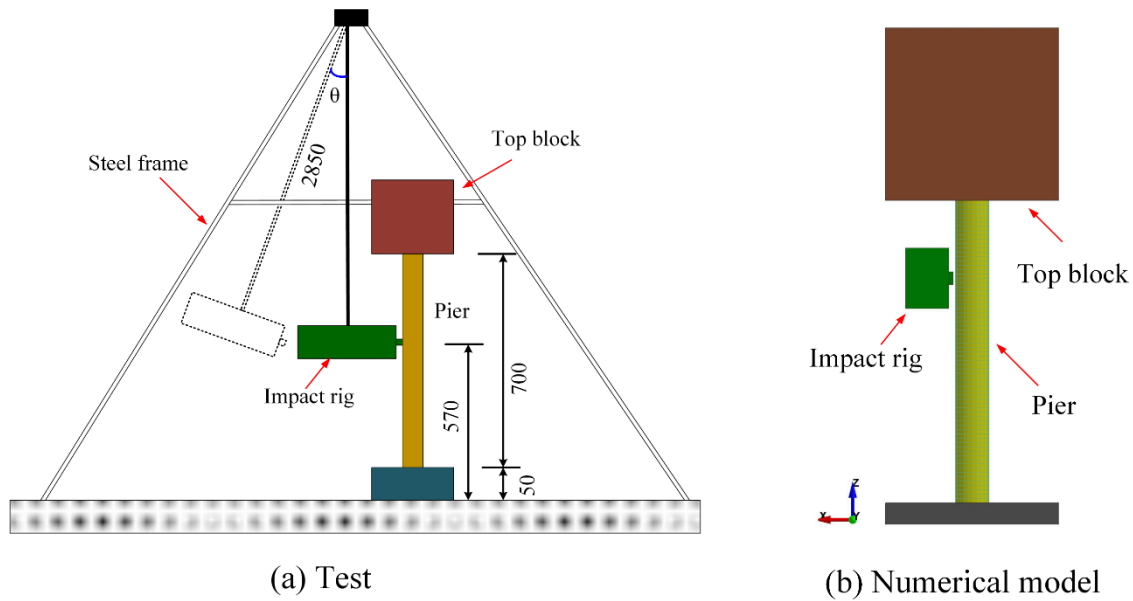 θ
2850
Steel frame
Top block
Pier
Impact rig
700
570
50
(a) Test
Top block
Impact rig
Pier
Z
X
Y
(b) Numerical model